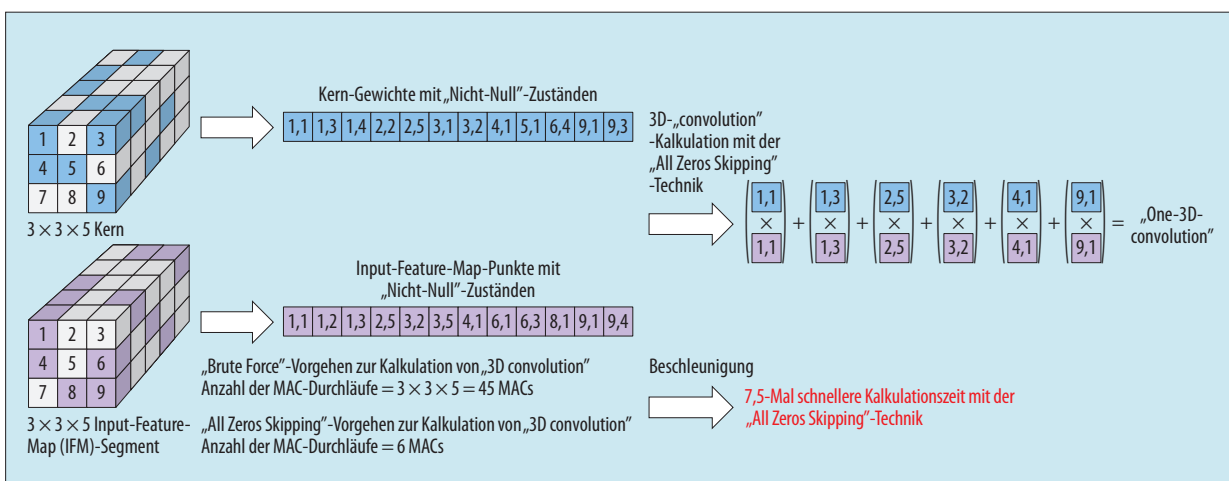 1 2 3
4 5 6
7 8 9
3 × 3 × 5 Kern
Kern-Gewichte mit „Nicht-Null"-Zuständen
1,1 1,3 1,4 2,2 2,5 3,1 3,2 4,1 5,1 6,4 9,1 9,3
3D-„convolution"
-Kalkulation mit der
„All Zeros Skipping"
-Technik
(1,1 × 1,1) + (1,3 × 1,3) + (2,5 × 2,5) + (3,2 × 3,2) + (4,1 × 4,1) + (9,1 × 9,1) =
„One-3D-
convolution"
1 2 3
4 5 6
7 8 9
3 × 3 × 5 Input-Feature-
Map (IFM)-Segment
Input-Feature-Map-Punkte mit
„Nicht-Null"-Zuständen
1,1 1,2 1,3 2,5 3,2 3,5 4,1 6,1 6,3 8,1 9,1 9,4
„Brute Force"-Vorgehen zur Kalkulation von „3D convolution"
Anzahl der MAC-Durchläufe = 3 × 3 × 5 = 45 MACs
„All Zeros Skipping"-Vorgehen zur Kalkulation von „3D convolution"
Anzahl der MAC-Durchläufe = 6 MACs
Beschleunigung
7,5-Mal schnellere Kalkulationszeit mit der
„All Zeros Skipping"-Technik